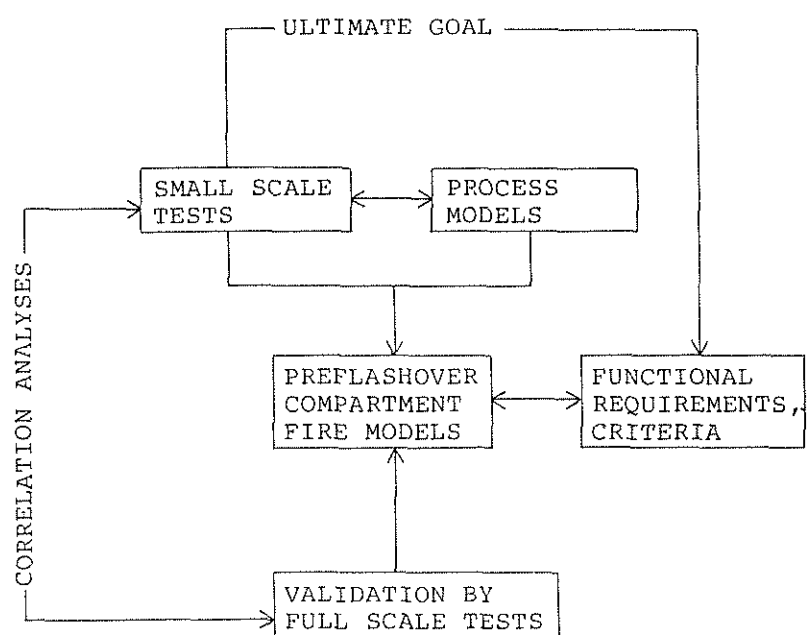 ULTIMATE GOAL
SMALL SCALE
TESTS
PROCESS
MODELS
CORRELATION ANALYSES
PREFLASHOVER
COMPARTMENT
FIRE MODELS
FUNCTIONAL
REQUIREMENTS,
CRITERIA
VALIDATION BY
FULL SCALE TESTS